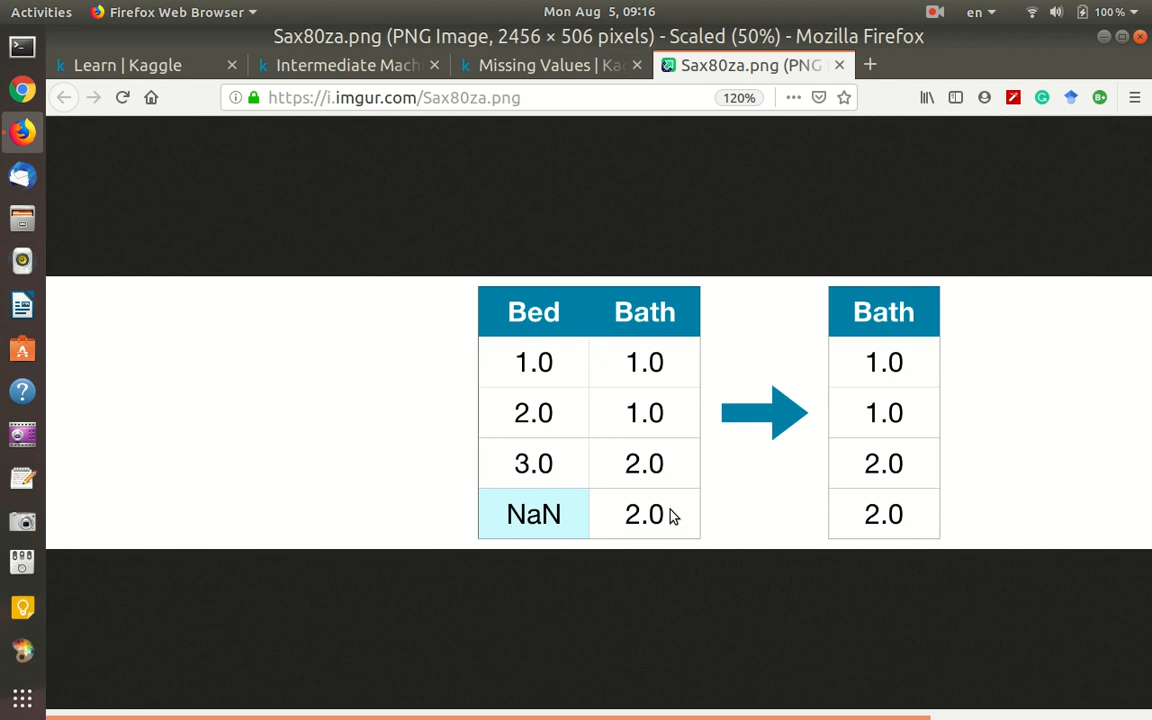 Activities Firefox Web Browser Mon Aug 5, 09:16 en 100 %
Sax80za.png (PNG Image, 2456 × 506 pixels) - Scaled (50%) - Mozilla Firefox
Learn | Kaggle Intermediate Mach Missing Values | Ka Sax80za.png (PNG
https://i.imgur.com/Sax80za.png 120%
Bed Bath Bath
1.0 1.0 1.0
2.0 1.0 1.0
3.0 2.0 2.0
NaN 2.0 2.0